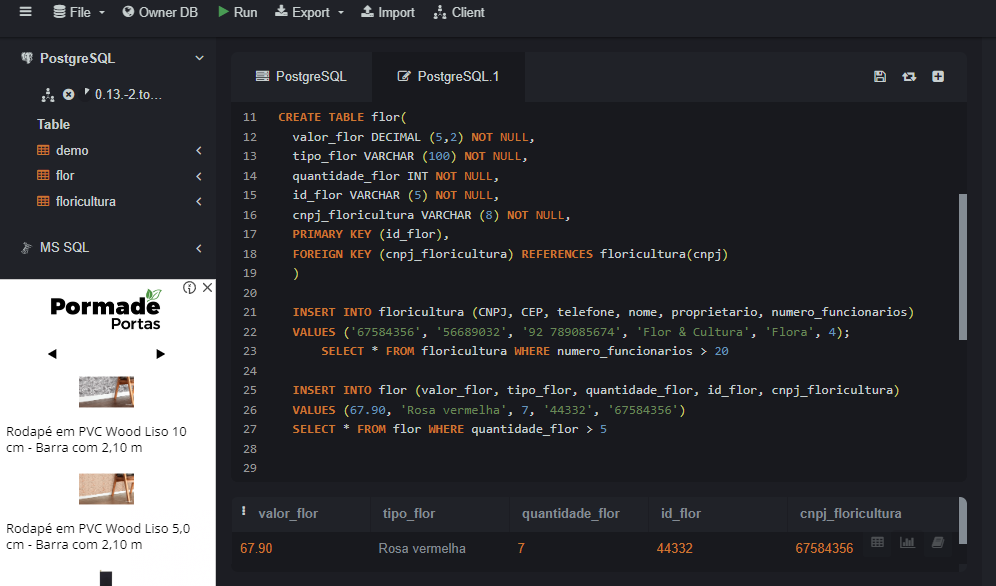 File Owner DB Run Export Import Client
PostgreSQL
0.13.-2.to...
Table
demo
flor
floricultura
MS SQL
Pormade
Portas
Rodapé em PVC Wood Liso 10
cm - Barra com 2,10 m
Rodapé em PVC Wood Liso 5,0
cm - Barra com 2,10 m
PostgreSQL PostgreSQL.1
11 CREATE TABLE flor(
12 valor_flor DECIMAL (5,2) NOT NULL,
13 tipo_flor VARCHAR (100) NOT NULL,
14 quantidade_flor INT NOT NULL,
15 id_flor VARCHAR (5) NOT NULL,
16 cnpj_floricultura VARCHAR (8) NOT NULL,
17 PRIMARY KEY (id_flor),
18 FOREIGN KEY (cnpj_floricultura) REFERENCES floricultura(cnpj)
19 )
20
21 INSERT INTO floricultura (CNPJ, CEP, telefone, nome, proprietario, numero_funcionarios)
22 VALUES ('67584356', '56689032', '92 789085674', 'Flor & Cultura', 'Flora', 4);
23 SELECT * FROM floricultura WHERE numero_funcionarios > 20
24
25 INSERT INTO flor (valor_flor, tipo_flor, quantidade_flor, id_flor, cnpj_floricultura)
26 VALUES (67.90, 'Rosa vermelha', 7, '44332', '67584356')
27 SELECT * FROM flor WHERE quantidade_flor > 5
28
29
valor_flor tipo_flor quantidade_flor id_flor cnpj_floricultura
67.90 Rosa vermelha 7 44332 67584356